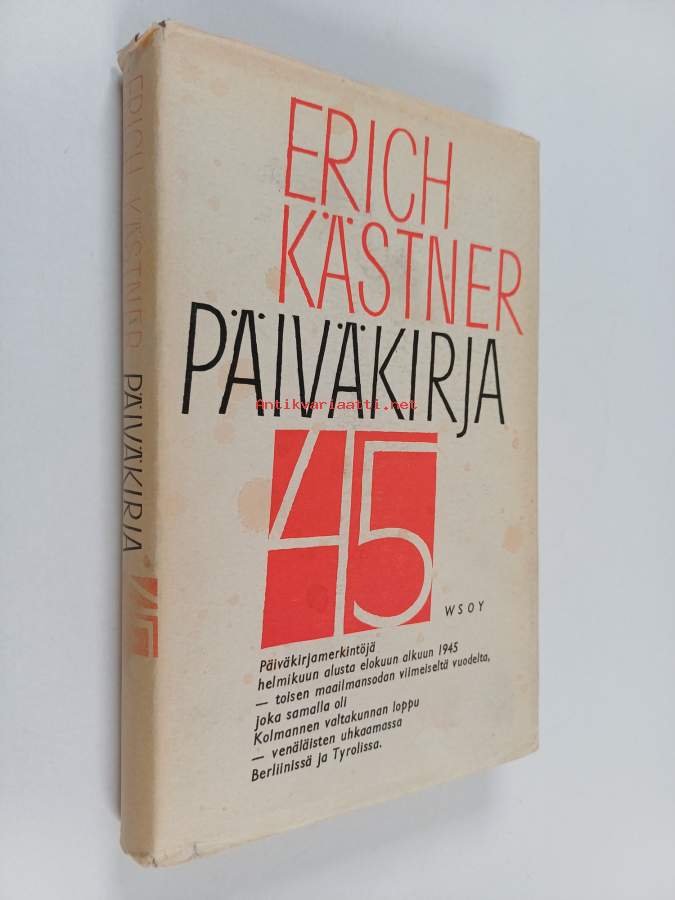 ERICH KÄSTNER PÄIVÄKIRJA 45
ERICH
KÄSTNER
PÄIVÄKIRJA
Antikvariaatti.net
45
WSOY
Päiväkirjamerkintöjä
helmikuun alusta elokuun alkuun 1945
— toisen maailmansodan viimeiseltä vuodelta,
joka samalla oli
Kolmannen valtakunnan loppu
— venäläisten uhkaamassa
Berliinissä ja Tyrolissa.